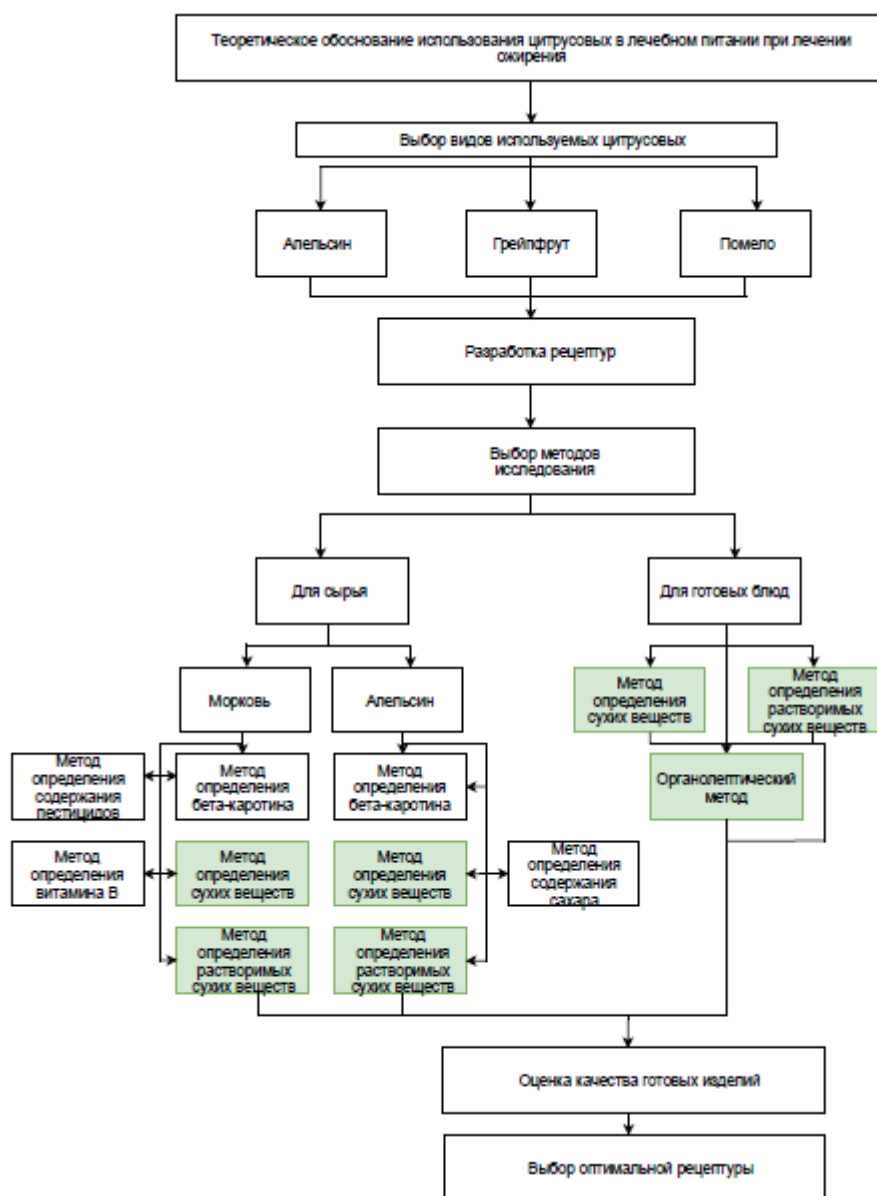 Теоретическое обоснование использования цитрусовых в лечебном питании при лечении
ожирения
Выбор видов используемых цитрусовых
Апельсин
Грейпфрут
Помело
Разработка рецептур
Выбор методов
исследования
Для сырья
Для готовых блюд
Морковь
Апельсин
Метод
определения
сухих веществ
Метод
определения
растворимых
сухих веществ
Метод
определения
содержания
пестицидов
Метод
определения
бета-каротина
Метод
определения
бета-каротина
Органолептический
метод
Метод
определения
витамина В
Метод
определения
сухих веществ
Метод
определения
сухих веществ
Метод
определения
содержания
сахара
Метод
определения
растворимых
сухих веществ
Метод
определения
растворимых
сухих веществ
Оценка качества готовых изделий
Выбор оптимальной рецептуры